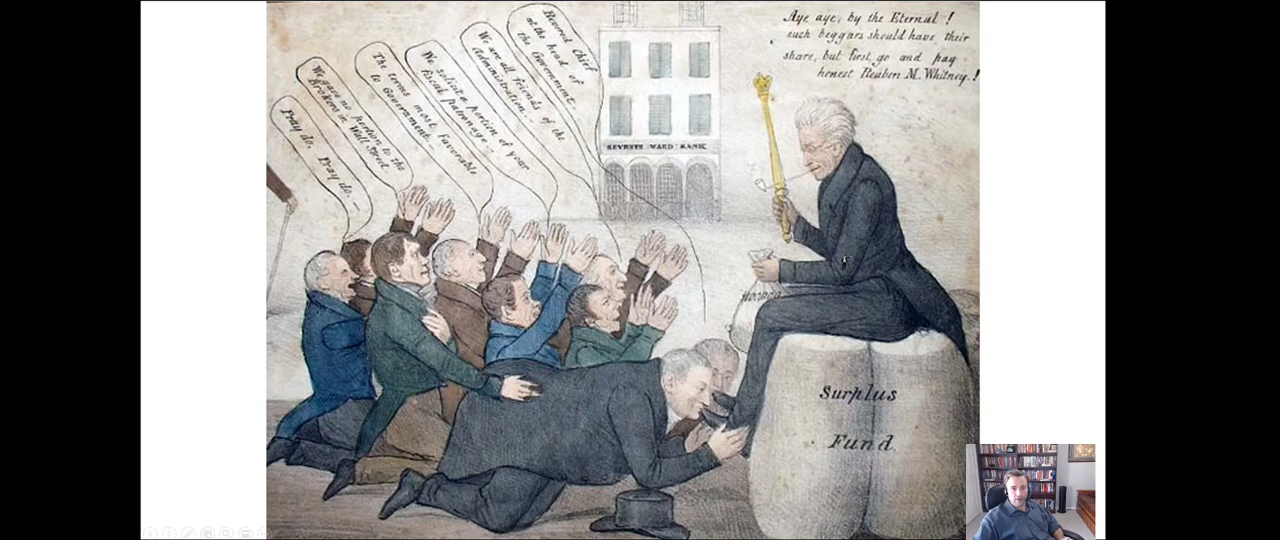 Pray do. Pray do. —
We gave no portion to the
Brokers in Wall Street.
The terms most favorable
to Government.
We solicit a portion of your
fiscal patronage.
We are all friends of the
Administration.
Revered Chief
at the head of
the Government.
SEVENTH WARD BANK
Aye aye, by the Eternal !
such beggars should have their
share, but first go and pay
honest Reuben M. Whitney. !
Surplus
Fund